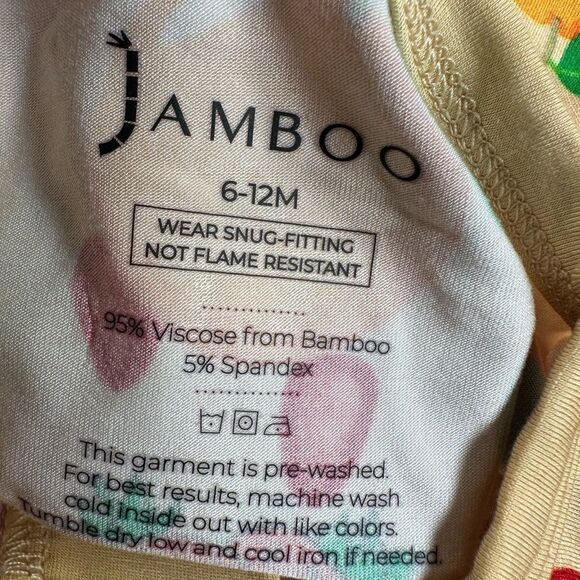 JAMBOO
6-12M
WEAR SNUG-FITTING
NOT FLAME RESISTANT
95% Viscose from Bamboo
5% Spandex
This garment is pre-washed.
For best results, machine wash
cold inside out with like colors.
Tumble dry low and cool iron if needed.